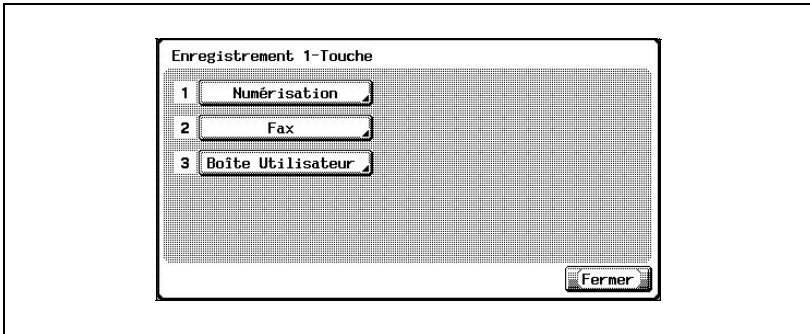 Enregistrement 1-Touche
1 Numérisation
2 Fax
3 Boîte Utilisateur
Fermer